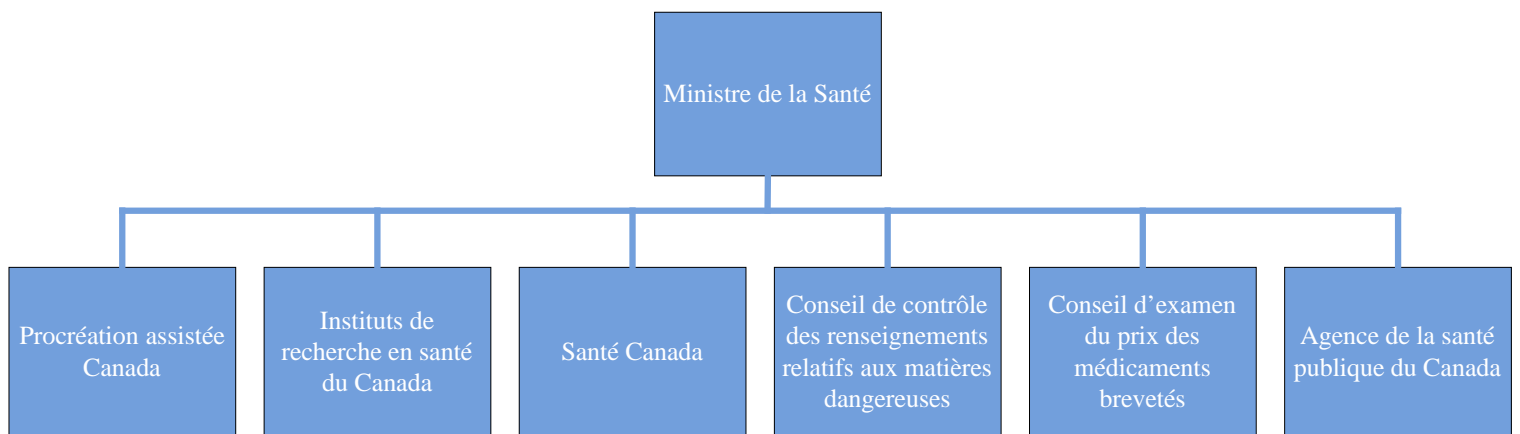 Ministre de la Santé
Procréation assistée
Canada
Instituts de
recherche en santé
du Canada
Santé Canada
Conseil de contrôle
des renseignements
relatifs aux matières
dangereuses
Conseil d’examen
du prix des
médicaments
brevetés
Agence de la santé
publique du Canada